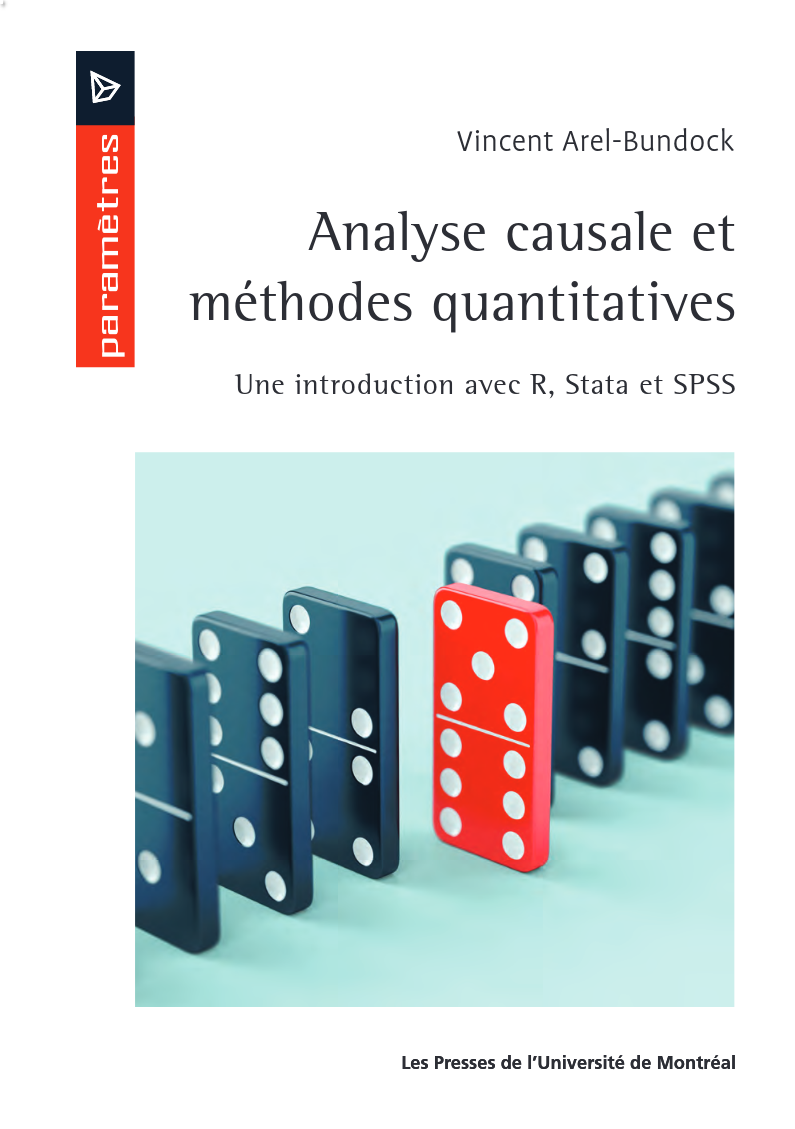 paramètres
Vincent Arel-Bundock
Analyse causale et
méthodes quantitatives
Une introduction avec R, Stata et SPSS
Les Presses de l'Université de Montréal